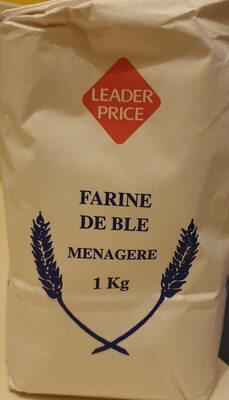 LEADER
PRICE
FARINE
DE BLE
MENAGERE
1 Kg